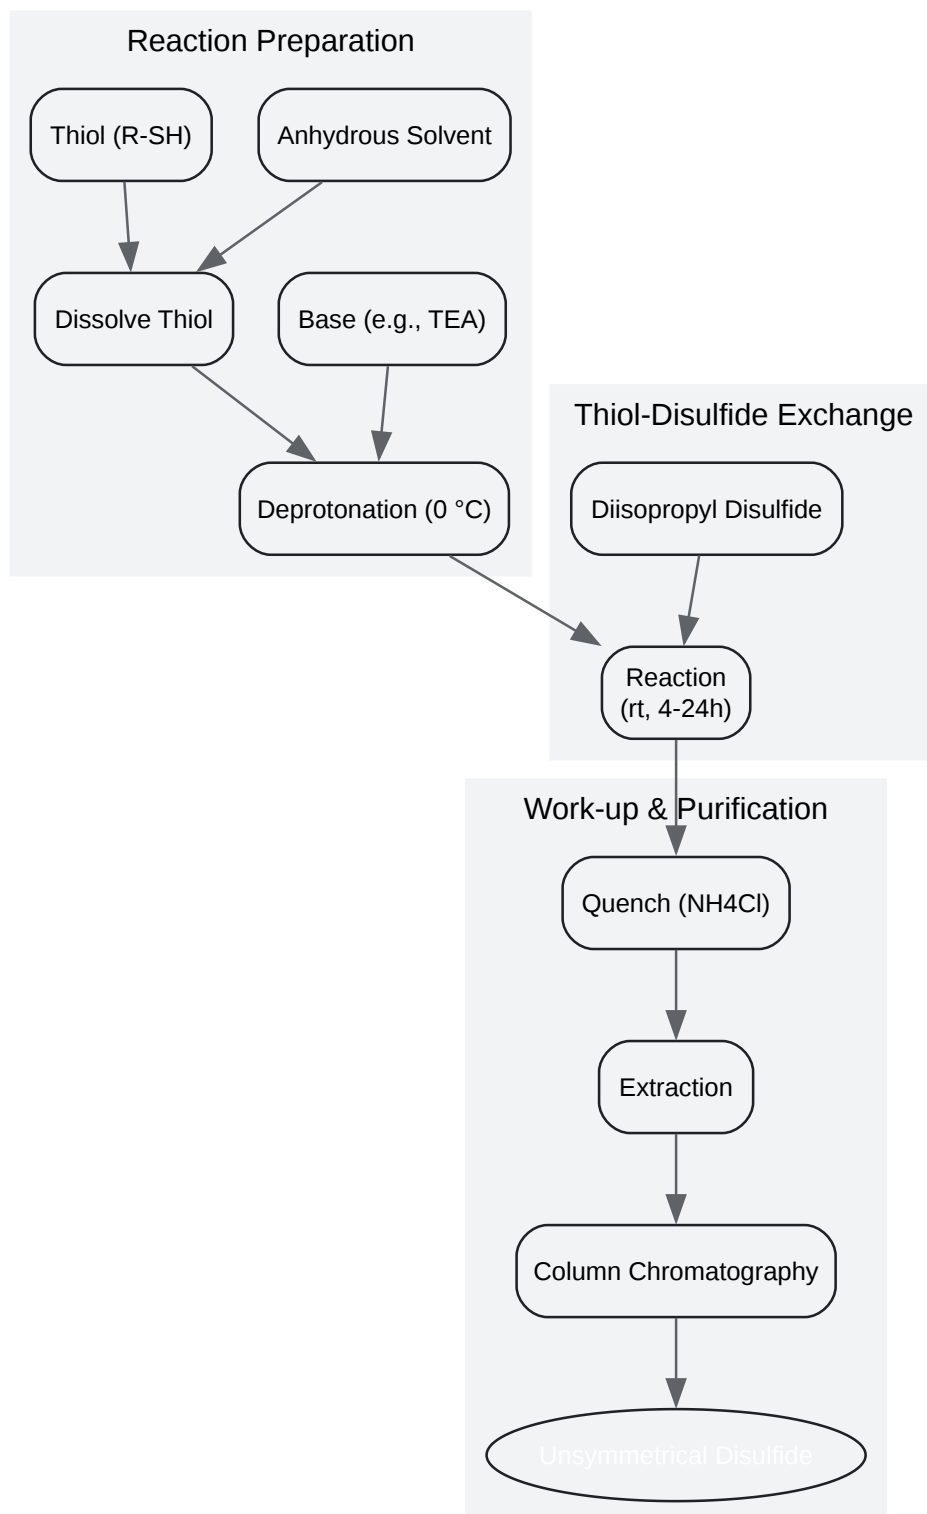 Reaction Preparation
Thiol (R-SH)
Anhydrous Solvent
Dissolve Thiol
Base (e.g., TEA)
Deprotonation (0 °C)
Thiol-Disulfide Exchange
Diisopropyl Disulfide
Reaction
(rt, 4-24h)
Work-up & Purification
Quench (NH4Cl)
Extraction
Column Chromatography
Unsymmetrical Disulfide